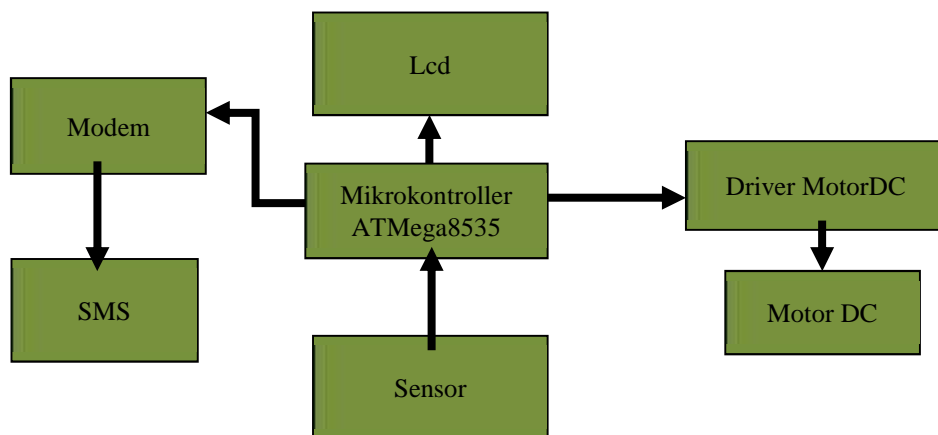 Lcd
Modem
Mikrokontroller
ATMega8535
Driver MotorDC
SMS
Motor DC
Sensor